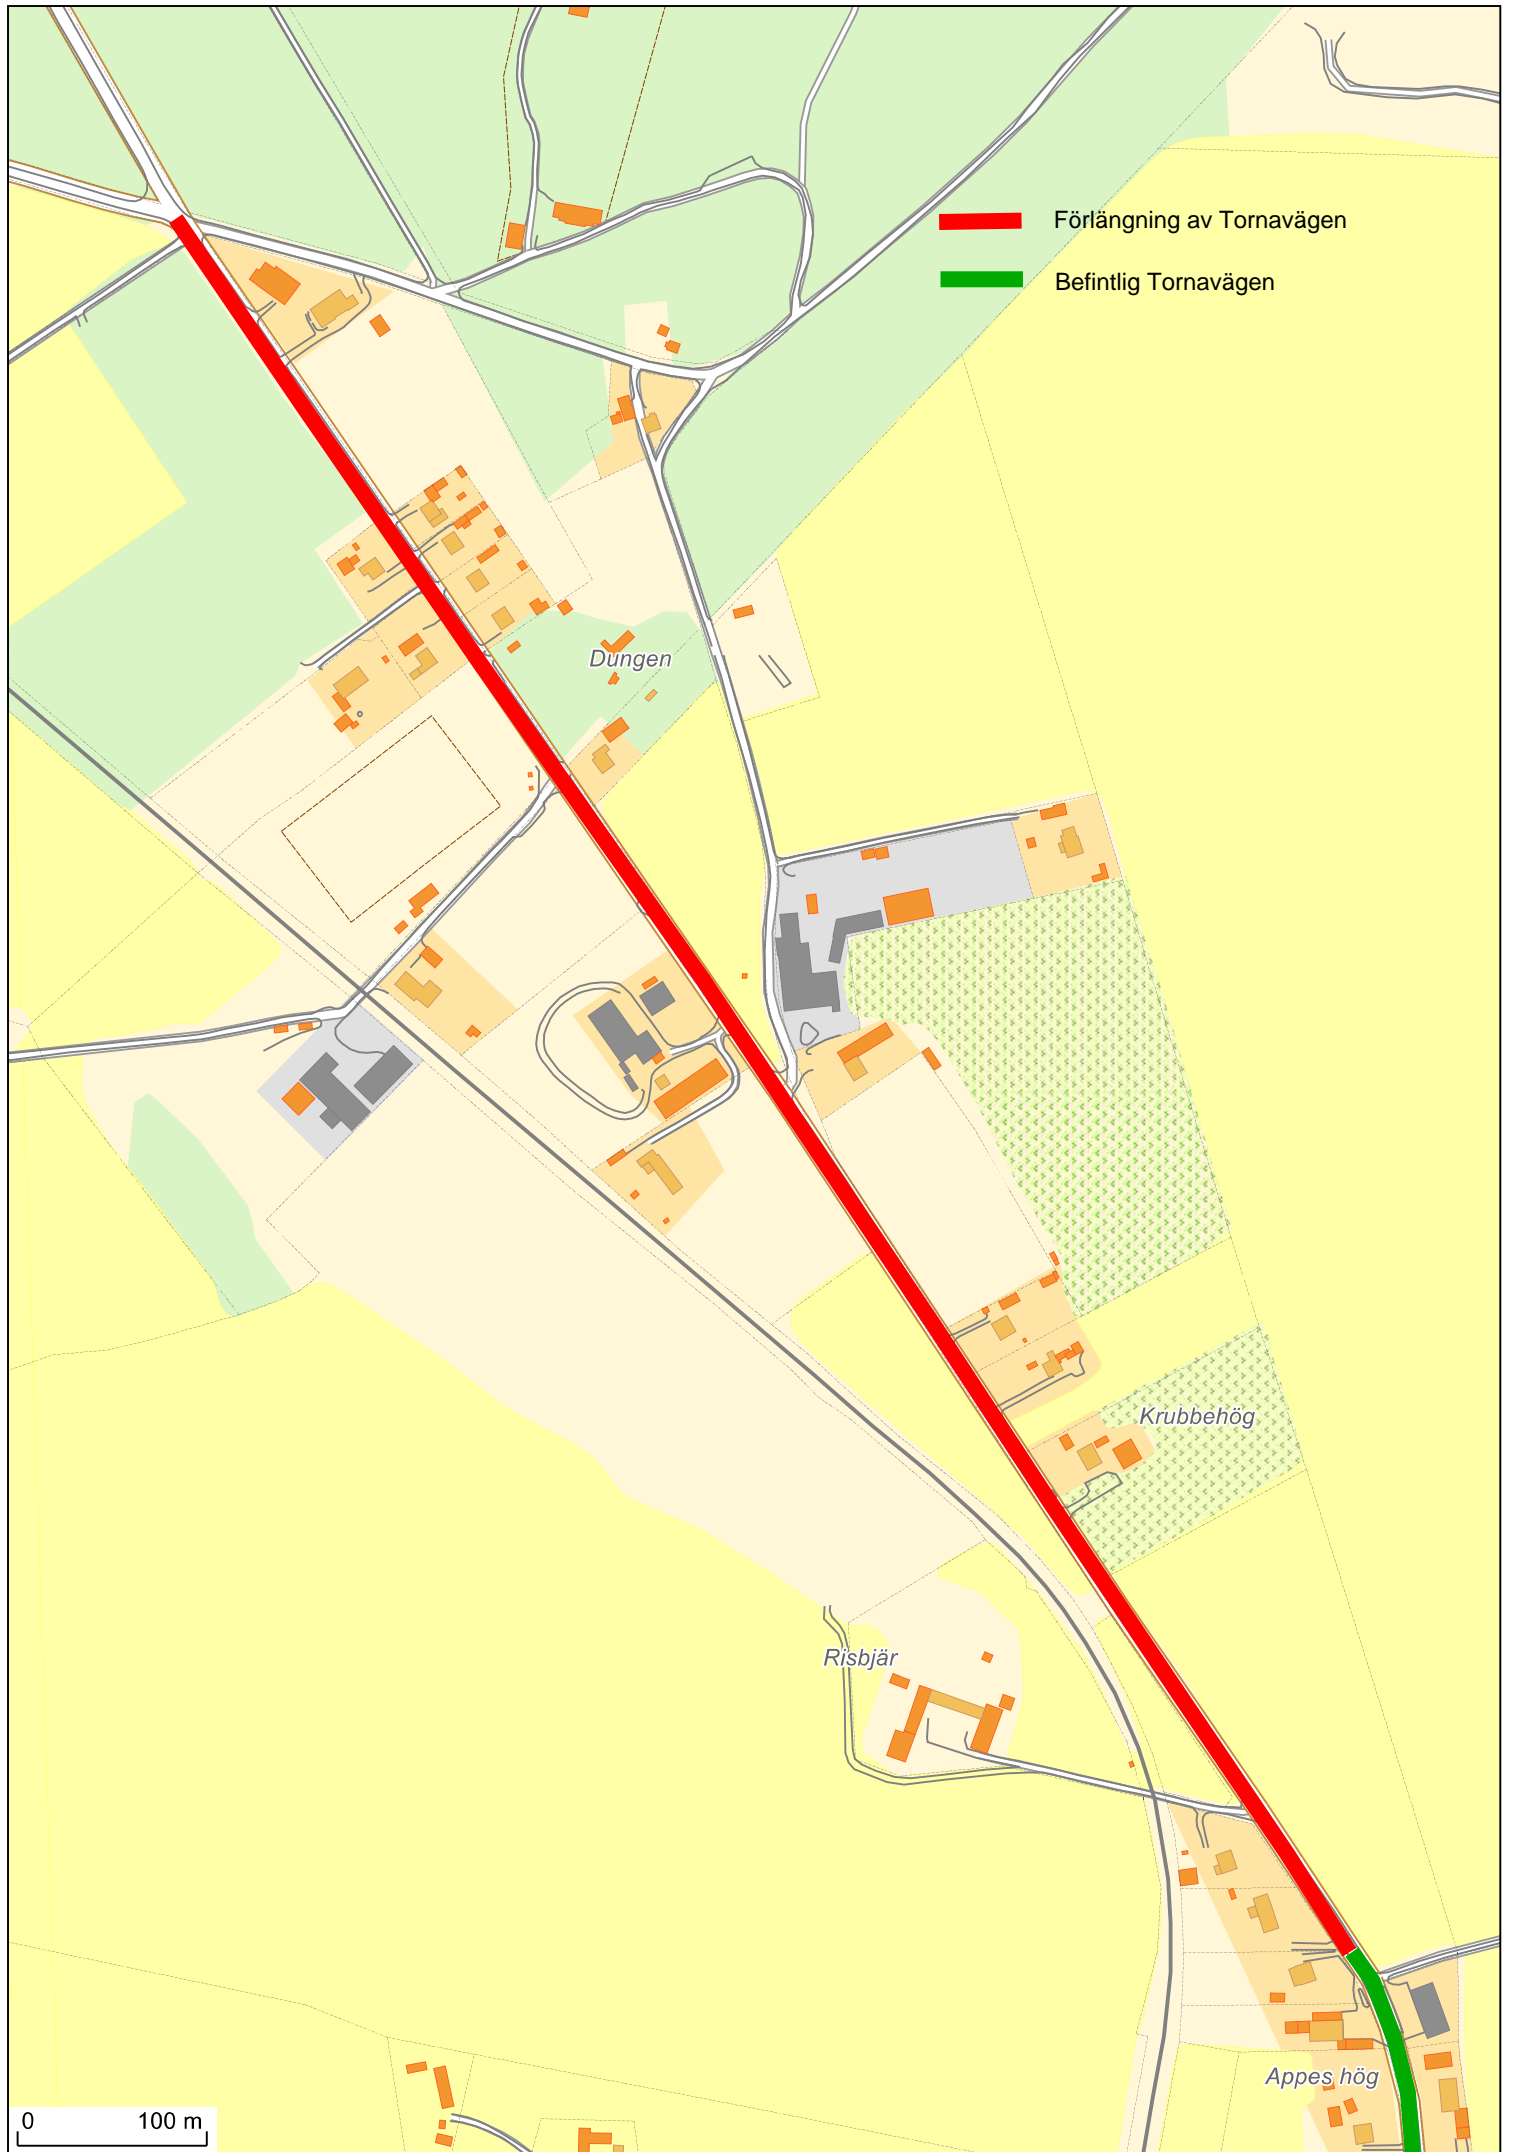 Förlängning av Tornavägen
Befintlig Tornavägen
Dungen
Krubbehög
Risbjär
Appes hög
0 100 m